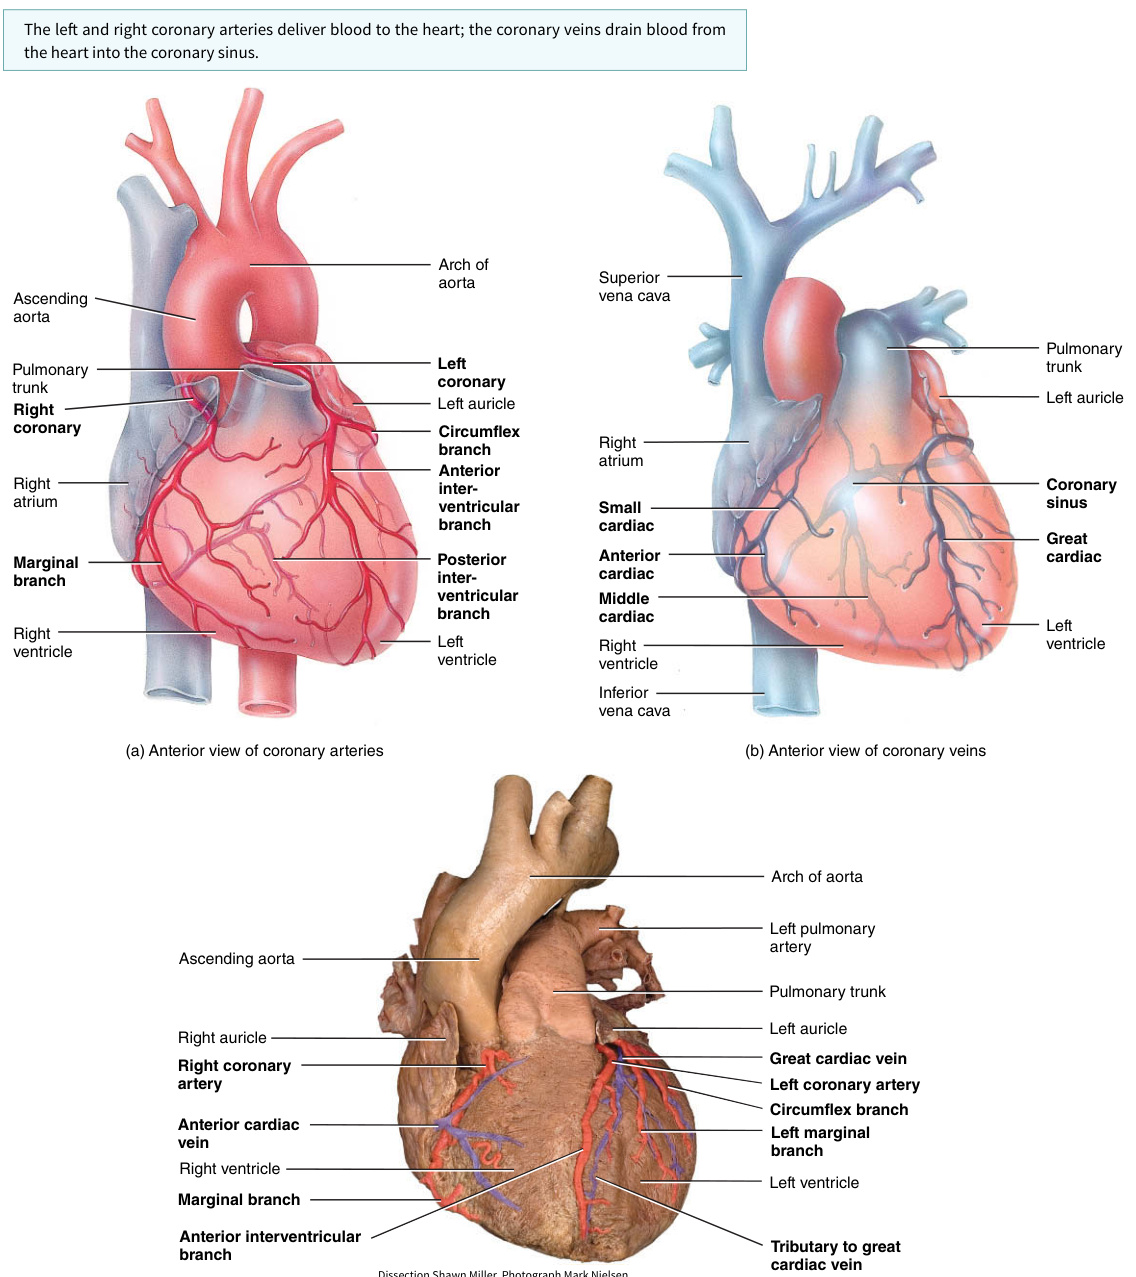 The left and right coronary arteries deliver blood to the heart; the coronary veins drain blood from
the heart into the coronary sinus.
Ascending
aorta
Pulmonary
trunk
Right
coronary
Right
atrium
Marginal
branch
Right
ventricle
Arch of
aorta
Left
coronary
Left auricle
Circumflex
branch
Anterior
inter-
ventricular
branch
Posterior
inter-
ventricular
branch
Left
ventricle
(a) Anterior view of coronary arteries
Superior
vena cava
Right
atrium
Small
cardiac
Anterior
cardiac
Middle
cardiac
Right
ventricle
Inferior
vena cava
Pulmonary
trunk
Left auricle
Coronary
sinus
Great
cardiac
Left
ventricle
(b) Anterior view of coronary veins
Ascending aorta
Right auricle
Right coronary
artery
Anterior cardiac
vein
Right ventricle
Marginal branch
Anterior interventricular
branch
Arch of aorta
Left pulmonary
artery
Pulmonary trunk
Left auricle
Great cardiac vein
Left coronary artery
Circumflex branch
Left marginal
branch
Left ventricle
Tributary to great
cardiac vein
Dissection Shawn Miller, Photograph Mark Nielsen